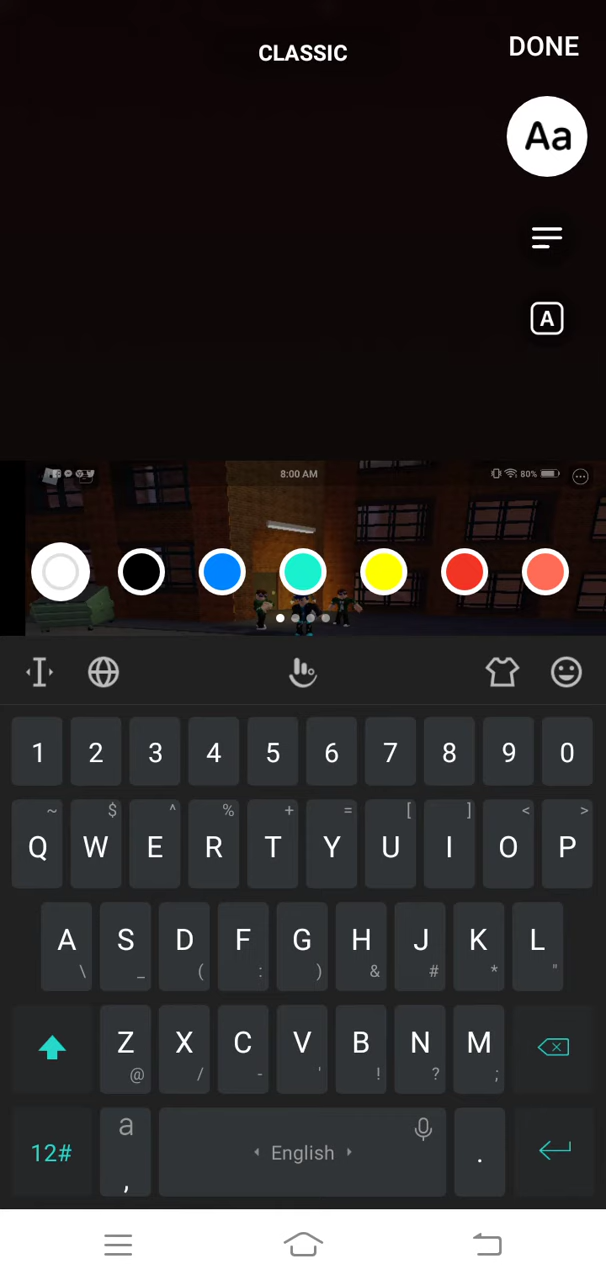 CLASSIC
DONE
Aa
A
8:00 AM
80%
1 2 3 4 5 6 7 8 9 0
~ $ ^ % + = [ ] < >
Q W E R T Y U I O P
A S D F G H J K L
\ _ ( : ) & # * "
Z X C V B N M
@ / - ' ! ? ;
12#
a
,
English
.